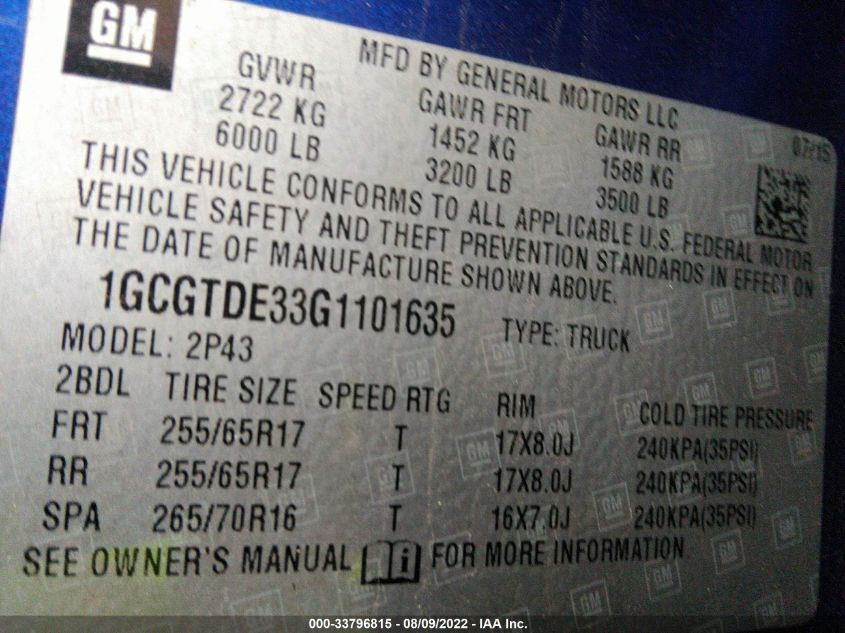 GM
MFD BY GENERAL MOTORS LLC
GVWR GAWR FRT GAWR RR 07/15
2722 KG 1452 KG 1588 KG
6000 LB 3200 LB 3500 LB
THIS VEHICLE CONFORMS TO ALL APPLICABLE U.S. FEDERAL MOTOR
VEHICLE SAFETY AND THEFT PREVENTION STANDARDS IN EFFECT ON
THE DATE OF MANUFACTURE SHOWN ABOVE.
1GCGTDE33G1101635 TYPE: TRUCK
MODEL: 2P43
2BDL TIRE SIZE SPEED RTG RIM COLD TIRE PRESSURE
FRT 255/65R17 T 17X8.0J 240KPA(35PSI)
RR 255/65R17 T 17X8.0J 240KPA(35PSI)
SPA 265/70R16 T 16X7.0J 240KPA(35PSI)
SEE OWNER'S MANUAL i FOR MORE INFORMATION
000-33796815 - 08/09/2022 - IAA Inc.